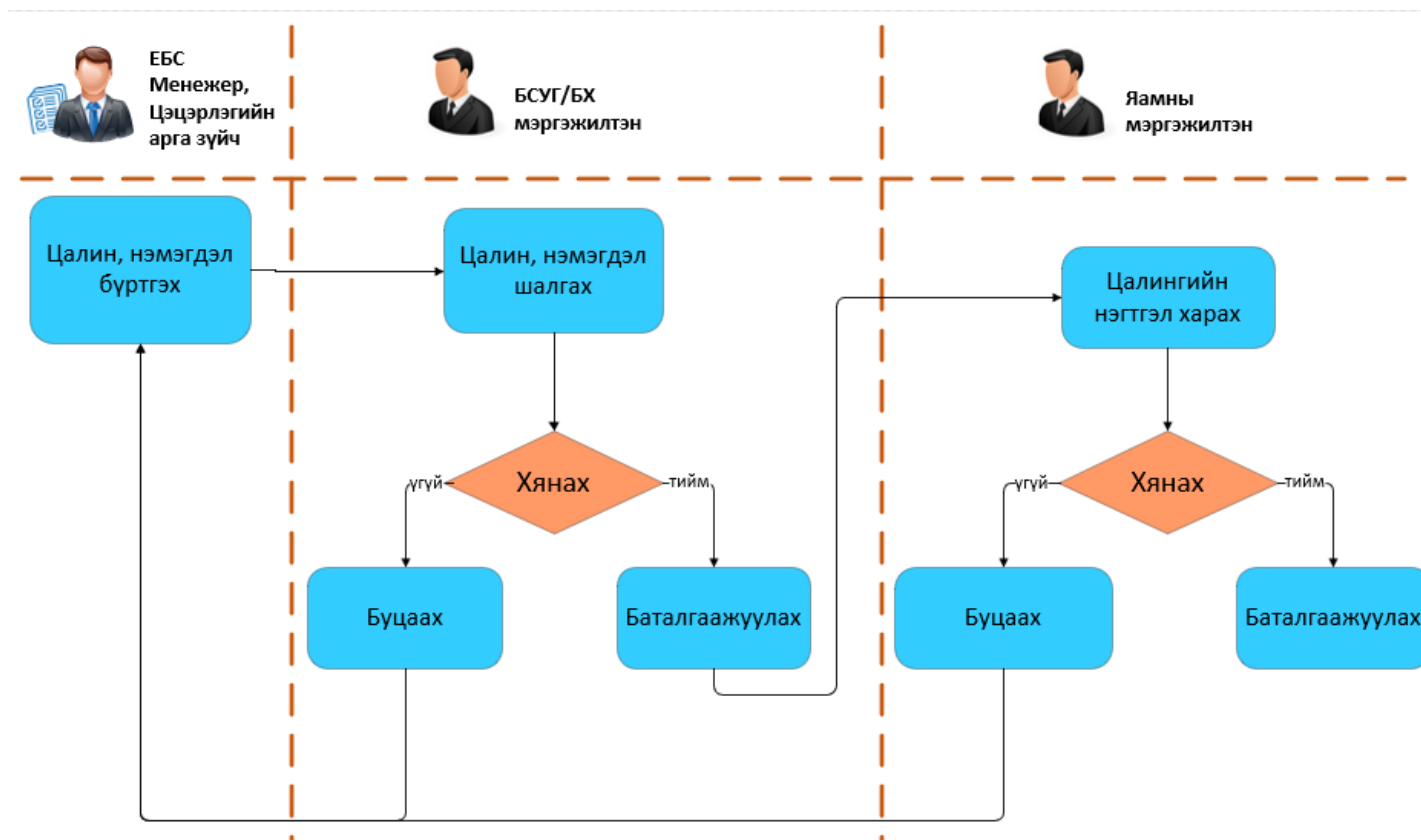 ЕБС
Менежер,
Цэцэрлэгийн
арга зүйч
БСУГ/БХ
мэргэжилтэн
Яамны
мэргэжилтэн
Цалин, нэмэгдэл
бүртгэх
Цалин, нэмэгдэл
шалгах
Цалингийн
нэгтгэл харах
үгүй
Хянах
тийм
үгүй
Хянах
тийм
Буцаах
Баталгаажуулах
Буцаах
Баталгаажуулах